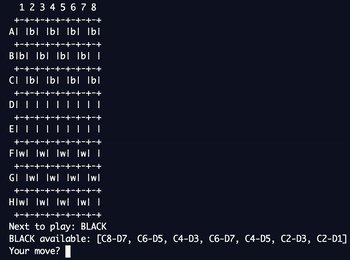 1 2 3 4 5 6 7 8
 +-+-+-+-+-+-+-+-+
A| |b| |b| |b| |b|
 +-+-+-+-+-+-+-+-+
B|b| |b| |b| |b| |
 +-+-+-+-+-+-+-+-+
C| |b| |b| |b| |b|
 +-+-+-+-+-+-+-+-+
D| | | | | | | | |
 +-+-+-+-+-+-+-+-+
E| | | | | | | | |
 +-+-+-+-+-+-+-+-+
F|w| |w| |w| |w| |
 +-+-+-+-+-+-+-+-+
G| |w| |w| |w| |w|
 +-+-+-+-+-+-+-+-+
H|w| |w| |w| |w| |
 +-+-+-+-+-+-+-+-+
Next to play: BLACK
BLACK available: [C8-D7, C6-D5, C4-D3, C6-D7, C4-D5, C2-D3, C2-D1]
Your move?